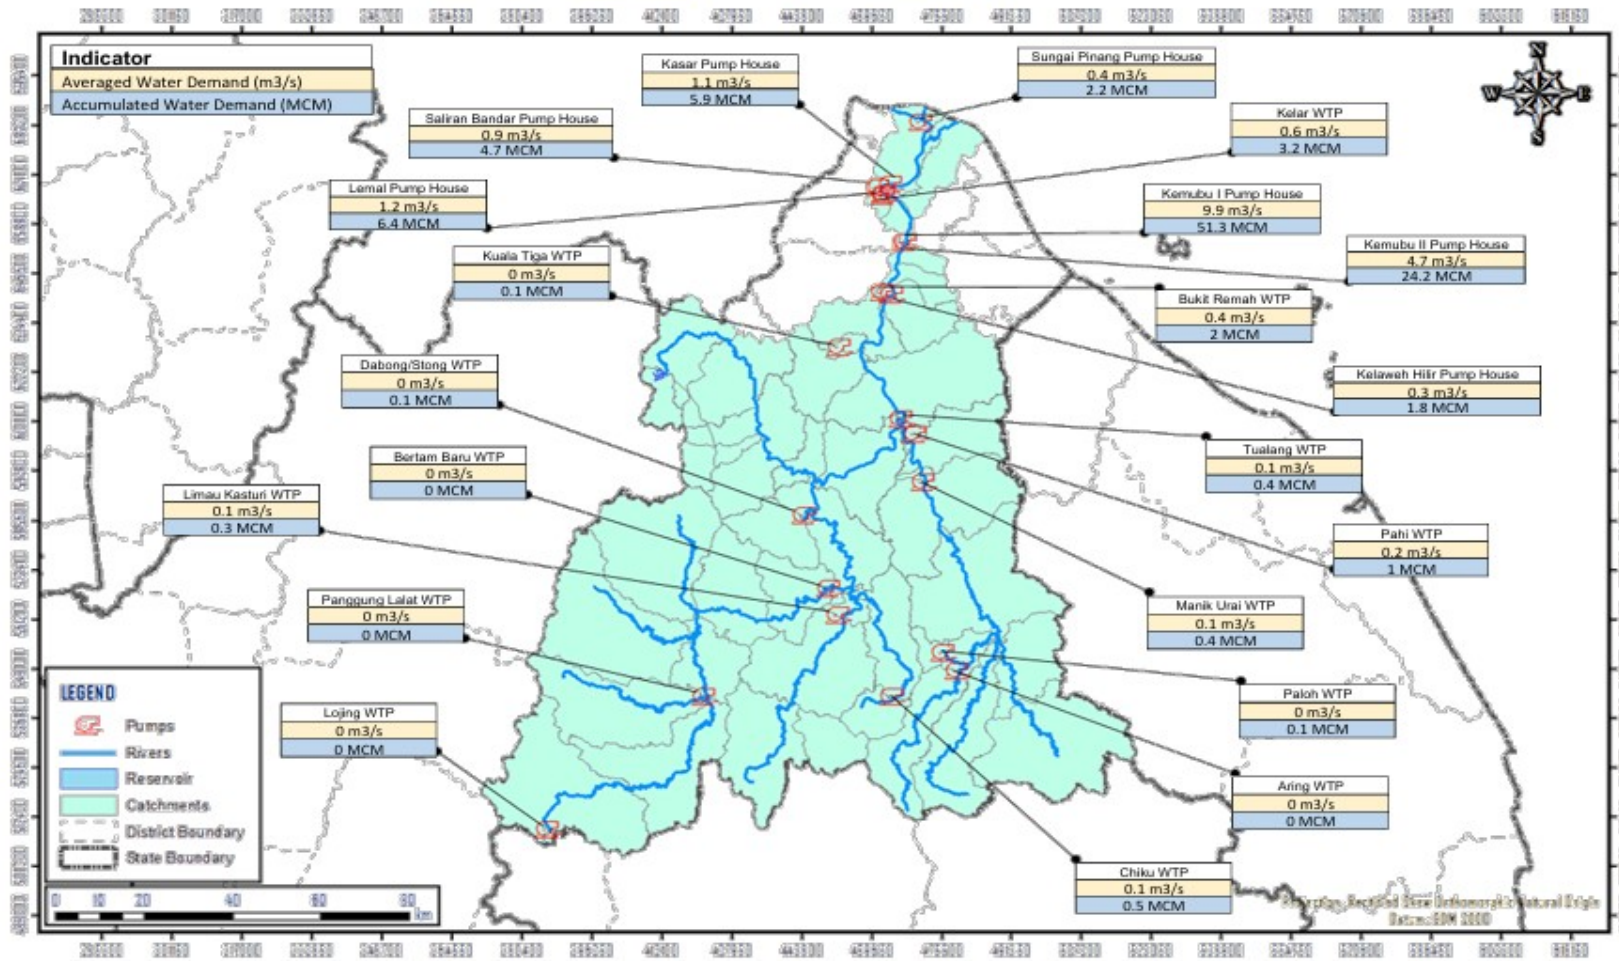 Indicator
Averaged Water Demand (m3/s)
Accumulated Water Demand (MCM)
Kasar Pump House
1.1 m3/s
5.9 MCM
Sungai Pinang Pump House
0.4 m3/s
2.2 MCM
Saliran Bandar Pump House
0.9 m3/s
4.7 MCM
Kelar WTP
0.6 m3/s
3.2 MCM
Lemal Pump House
1.2 m3/s
6.4 MCM
Kemubu I Pump House
9.9 m3/s
51.3 MCM
Kuala Tiga WTP
0 m3/s
0.1 MCM
Kemubu II Pump House
4.7 m3/s
24.2 MCM
Bukit Remah WTP
0.4 m3/s
2 MCM
Dabong/Stong WTP
0 m3/s
0.1 MCM
Kelaweh Hilir Pump House
0.3 m3/s
1.8 MCM
Bertam Baru WTP
0 m3/s
0 MCM
Tualang WTP
0.1 m3/s
0.4 MCM
Limau Kasturi WTP
0.1 m3/s
0.3 MCM
Pahi WTP
0.2 m3/s
1 MCM
Panggung Lalat WTP
0 m3/s
0 MCM
Manik Urai WTP
0.1 m3/s
0.4 MCM
Lojing WTP
0 m3/s
0 MCM
Paloh WTP
0 m3/s
0.1 MCM
Aring WTP
0 m3/s
0 MCM
Chiku WTP
0.1 m3/s
0.5 MCM
N
W E
S
LEGEND
Pumps
Rivers
Reservoir
Catchments
District Boundary
State Boundary
0 10 20 40 60 80
km